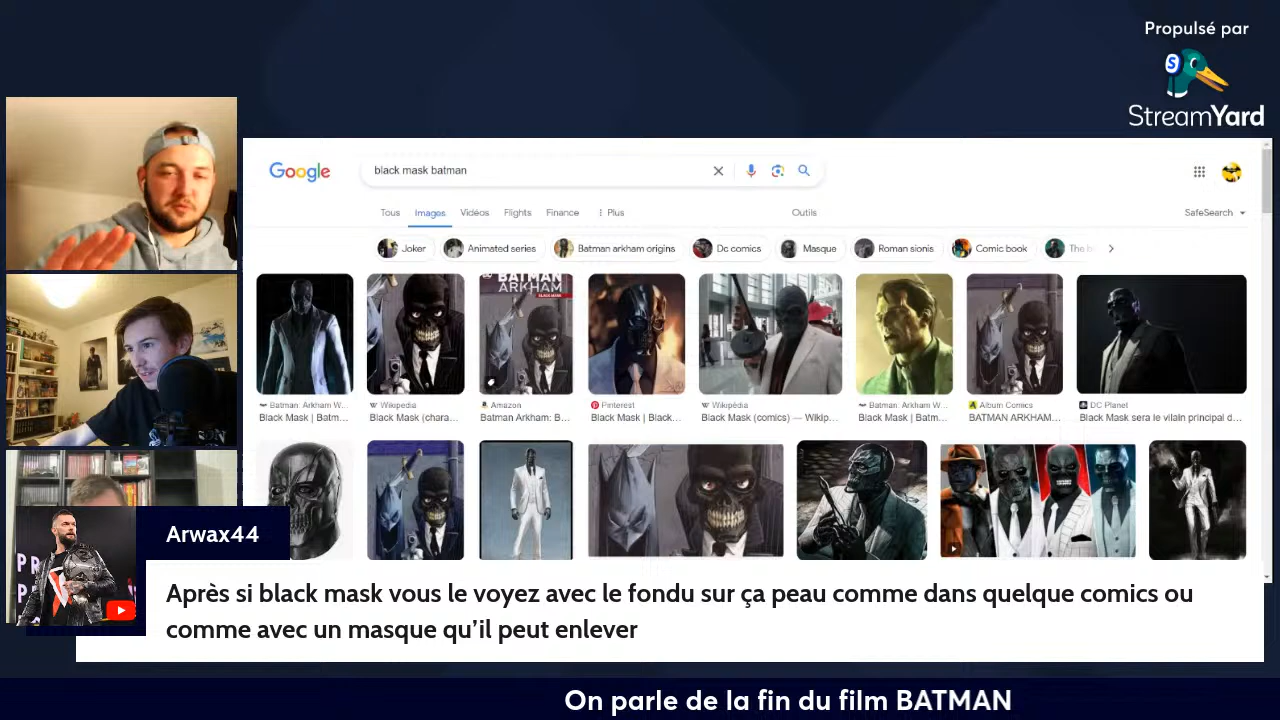 Propulsé par
StreamYard
Google
black mask batman
Tous Images Vidéos Flights Finance Plus Outils SafeSearch
Joker Animated series Batman arkham origins Dc comics Masque Roman sionis Comic book
BATMAN
ARKHAM
Batman: Arkham W... Wikipedia Amazon Pinterest Wikipédia Batman: Arkham W... Album Comics DC Planet
Black Mask | Batm... Black Mask (chara... Batman Arkham: B... Black Mask | Black... Black Mask (comics) — Wikip... Black Mask | Batm... BATMAN ARKHAM... Black Mask sera le vilain principal d...
Arwax44
Après si black mask vous le voyez avec le fondu sur ça peau comme dans quelque comics ou
comme avec un masque qu'il peut enlever
On parle de la fin du film BATMAN